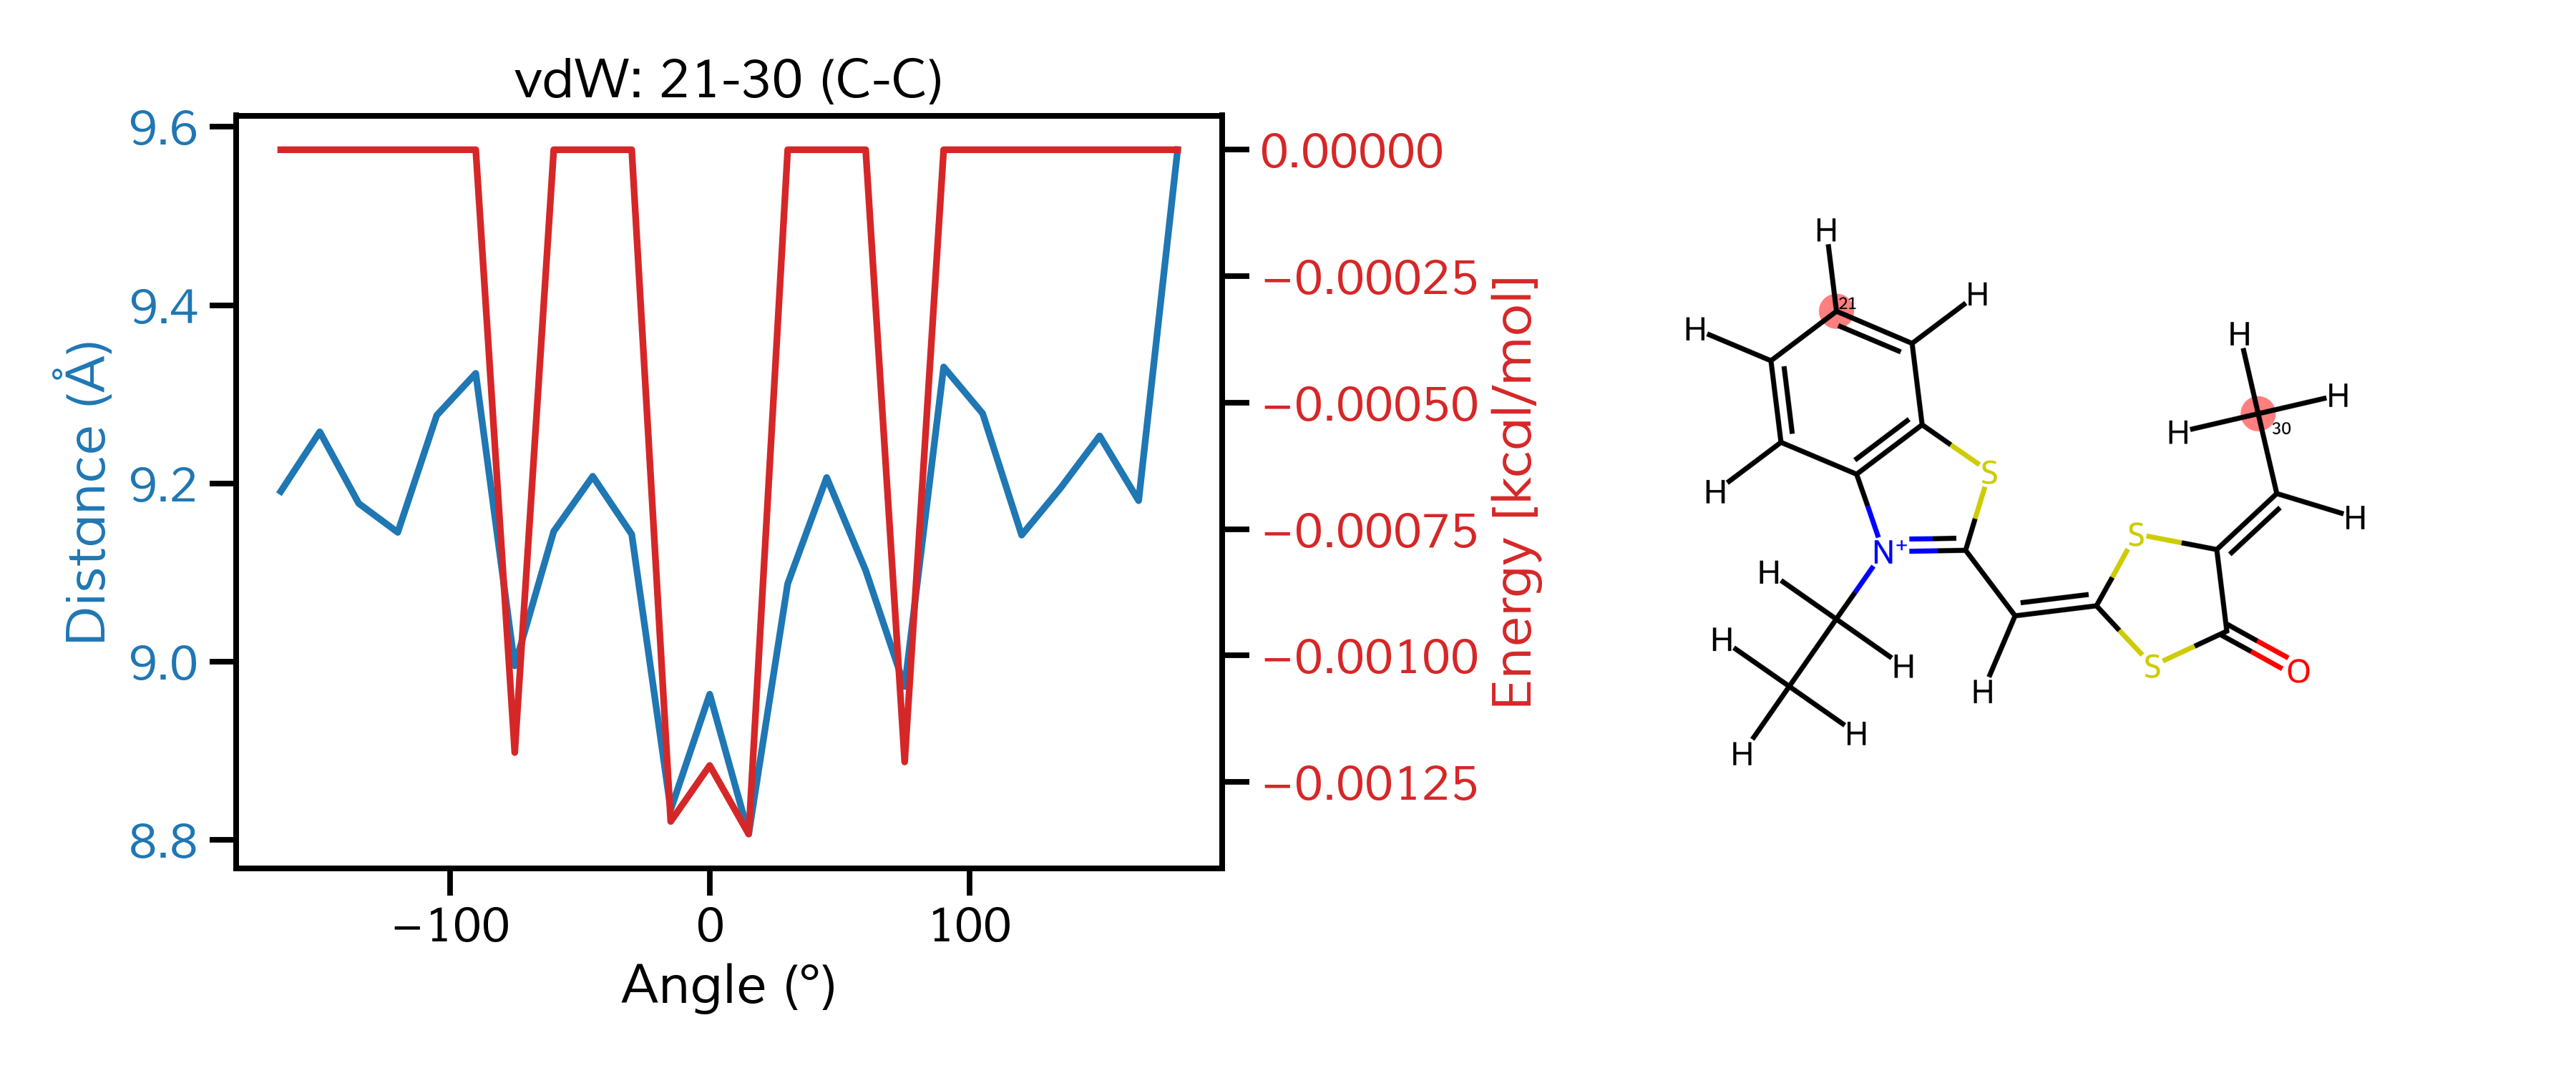 vdW: 21-30 (C-C)
9.6
9.4
9.2
9.0
8.8
Distance (Å)
0.00000
−0.00025
−0.00050
−0.00075
−0.00100
−0.00125
Energy [kcal/mol]
−100
0
100
Angle (°)
H
H
21
H
H
H
H
H
30
H
S
H
S
N+
H
H
H
H
S
O
H
H